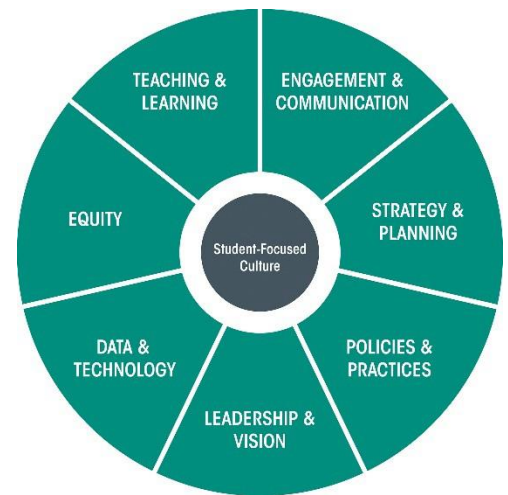 TEACHING &
LEARNING
ENGAGEMENT &
COMMUNICATION
EQUITY
STRATEGY &
PLANNING
Student-Focused
Culture
DATA &
TECHNOLOGY
POLICIES &
PRACTICES
LEADERSHIP &
VISION